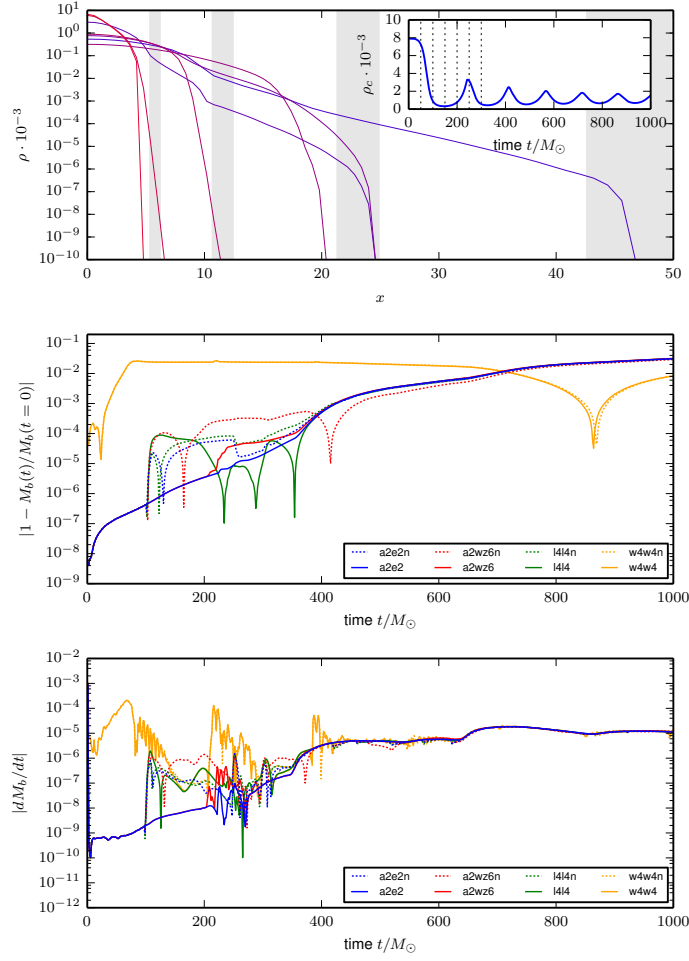 10^1
10^0
10^-1
10^-2
10^-3
10^-4
10^-5
10^-6
10^-7
10^-8
10^-9
10^-10
ρ · 10^-3
0 10 20 30 40 50
x
10
8
6
4
2
0
ρ_c · 10^-3
0 200 400 600 800 1000
time t/M_⊙
10^-1
10^-2
10^-3
10^-4
10^-5
10^-6
10^-7
10^-8
10^-9
|1 − M_b(t)/M_b(t = 0)|
a2e2n a2wz6n l4l4n w4w4n
a2e2 a2wz6 l4l4 w4w4
0 200 400 600 800 1000
time t/M_⊙
10^-2
10^-3
10^-4
10^-5
10^-6
10^-7
10^-8
10^-9
10^-10
10^-11
10^-12
|dM_b/dt|
a2e2n a2wz6n l4l4n w4w4n
a2e2 a2wz6 l4l4 w4w4
0 200 400 600 800 1000
time t/M_⊙